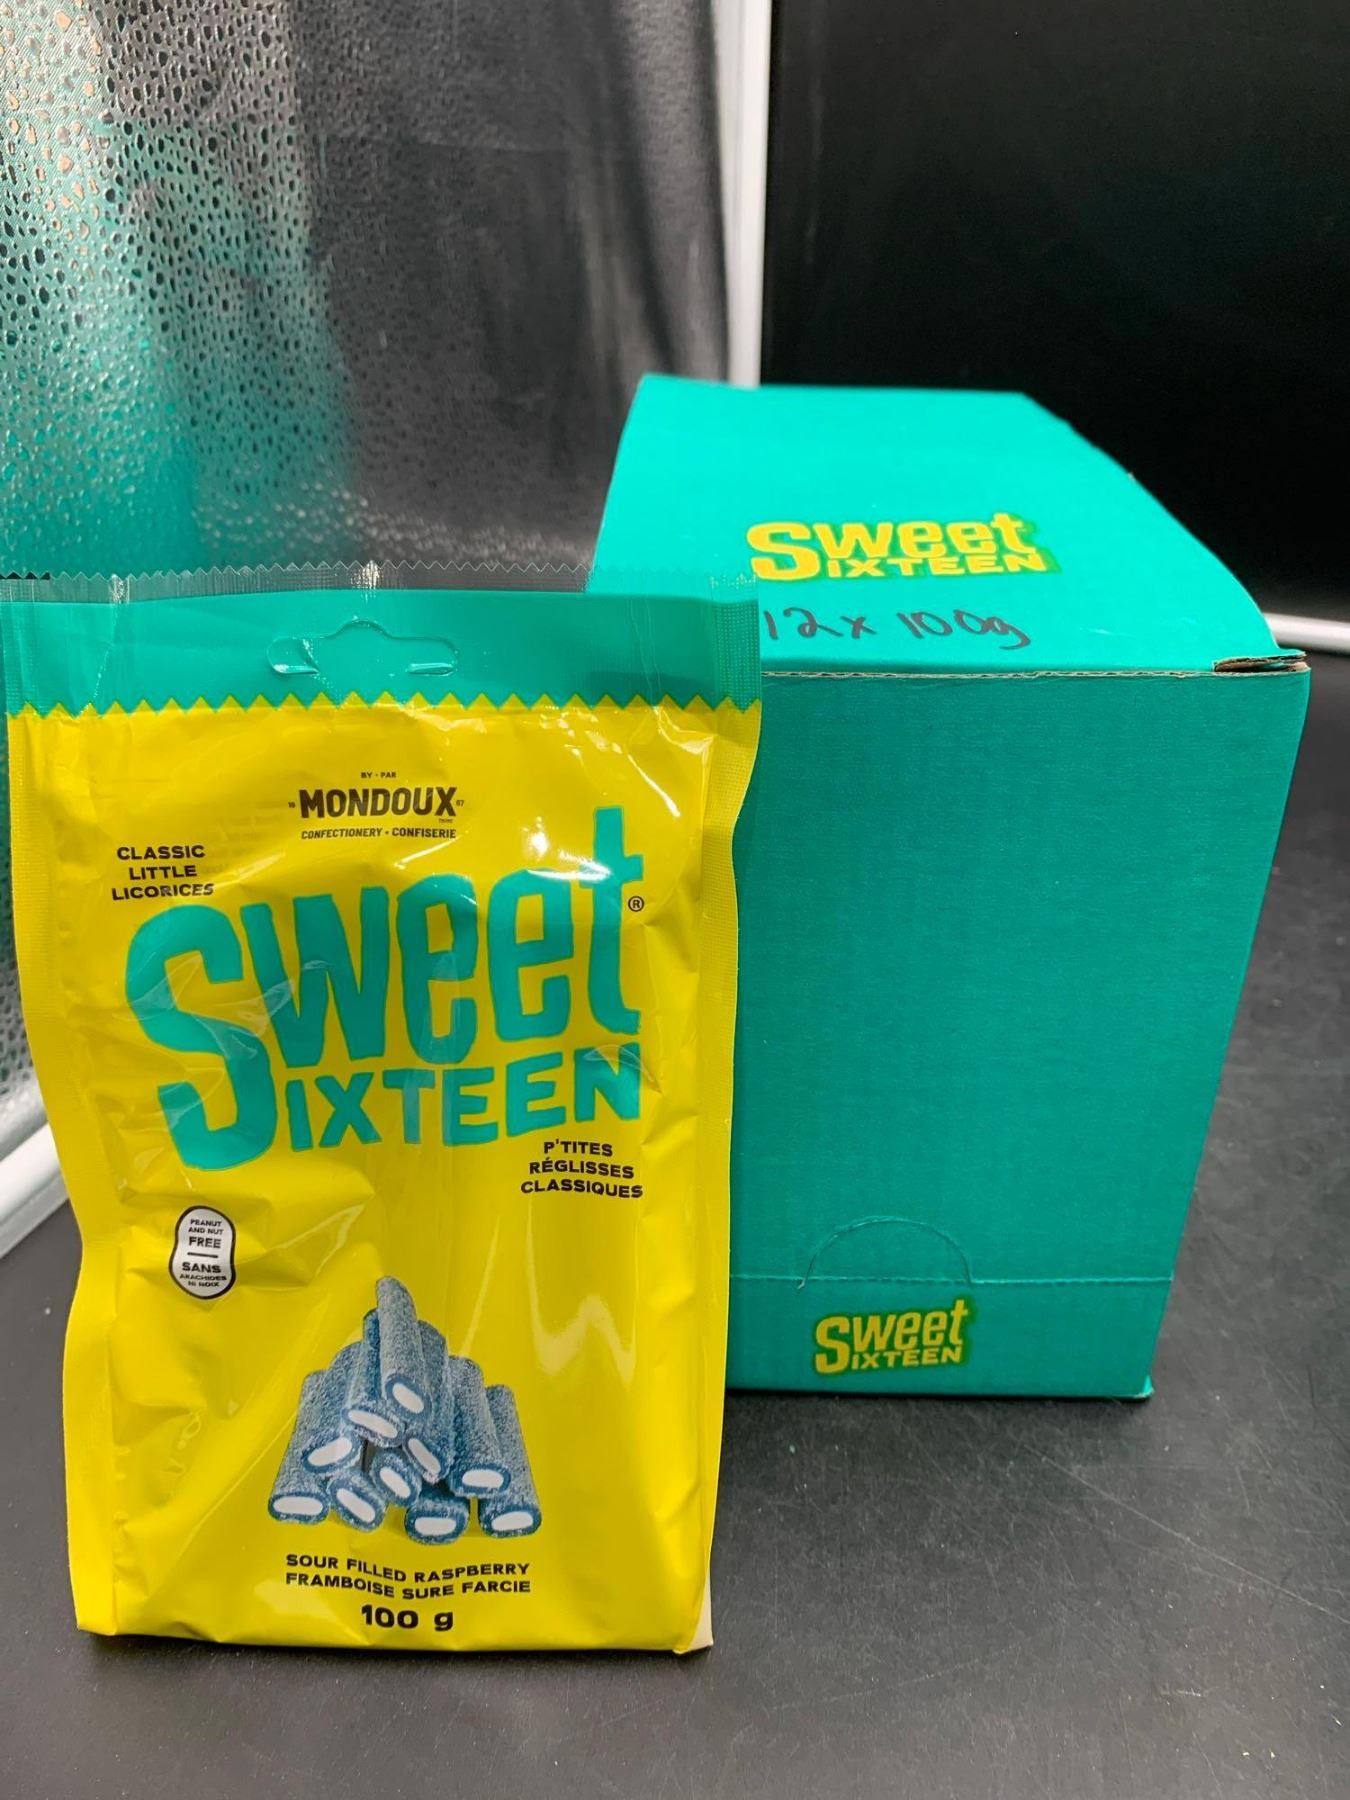 Sweet
SIXTEEN
12x 100g
BY - PAR
MONDOUX
CONFECTIONERY • CONFISERIE
CLASSIC
LITTLE
LICORICES
Sweet®
SIXTEEN
P'TITES
RÉGLISSES
CLASSIQUES
PEANUT
AND NUT
FREE
SANS
ARACHIDES
NI NOIX
SOUR FILLED RASPBERRY
FRAMBOISE SURE FARCIE
100 g
Sweet
SIXTEEN